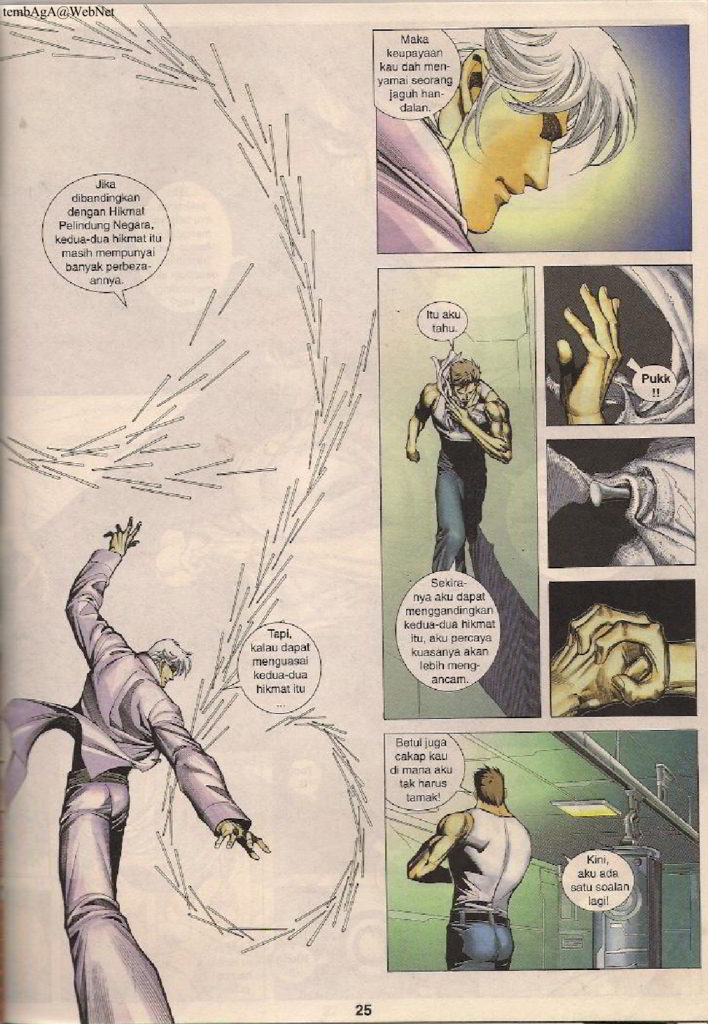 tembAgA@WebNet
Jika
dibandingkan
dengan Hikmat
Pelindung Negara,
kedua-dua hikmat itu
masih mempunyai
banyak perbeza-
annya.
Tapi,
kalau dapat
menguasai
kedua-dua
hikmat itu
...
Maka
keupayaan
kau dah men-
yamai seorang
jaguh han-
dalan.
Itu aku
tahu.
Sekira-
nya aku dapat
menggandingkan
kedua-dua hikmat
itu, aku percaya
kuasanya akan
lebih meng-
ancam.
Pukk
!!
Betul juga
cakap kau
di mana aku
tak harus
tamak!
Kini,
aku ada
satu soalan
lagi!
25